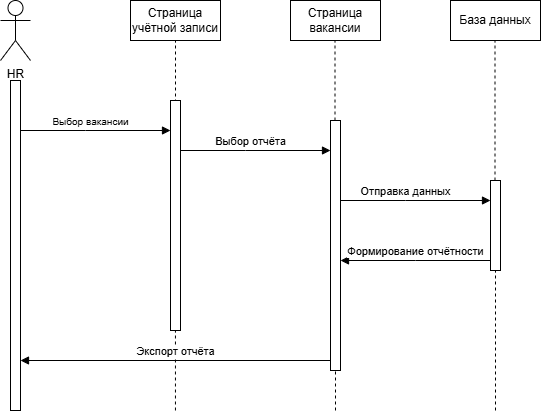 Страница
учётной записи
Страница
вакансии
База данных
HR
Выбор вакансии
Выбор отчёта
Отправка данных
Формирование отчётности
Экспорт отчёта